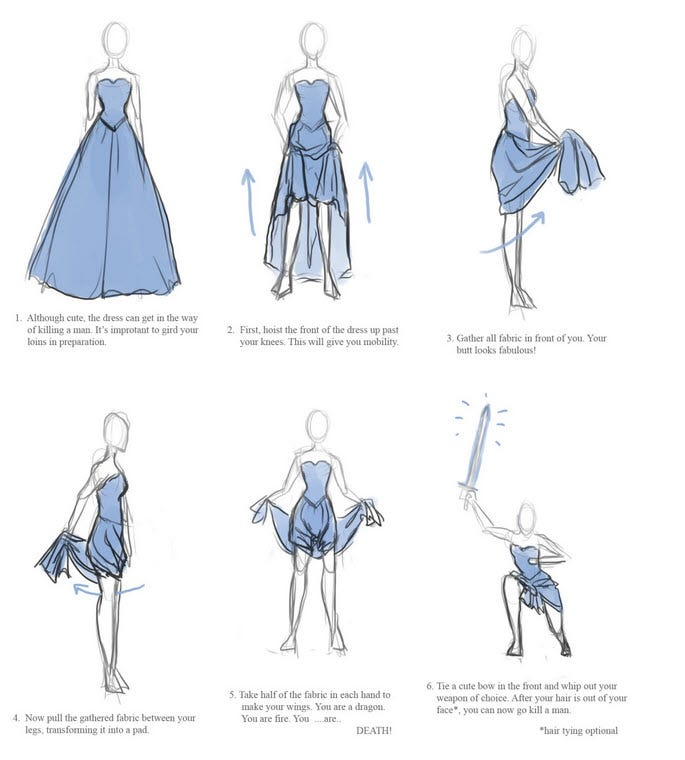 1. Although cute, the dress can get in the way
of killing a man. It's improtant to gird your
loins in preparation.
2. First, hoist the front of the dress up past
your knees. This will give you mobility.
3. Gather all fabric in front of you. Your
butt looks fabulous!
4. Now pull the gathered fabric between your
legs, transforming it into a pad.
5. Take half of the fabric in each hand to
make your wings. You are a dragon.
You are fire. You ....are..
DEATH!
6. Tie a cute bow in the front and whip out your
weapon of choice. After your hair is out of your
face*, you can now go kill a man.
*hair tying optional